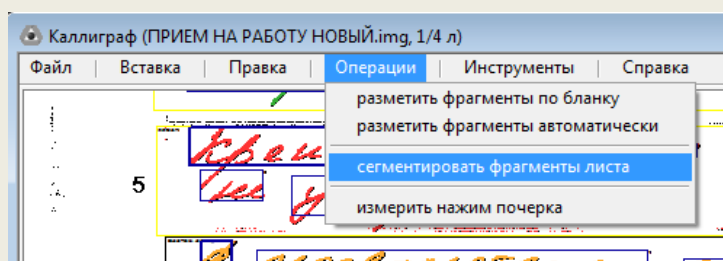 Каллиграф (ПРИЕМ НА РАБОТУ НОВЫЙ.img, 1/4 л)
Файл | Вставка | Правка | Операции | Инструменты | Справка
разметить фрагменты по бланку
разметить фрагменты автоматически
сегментировать фрагменты листа
5
измерить нажим почерка